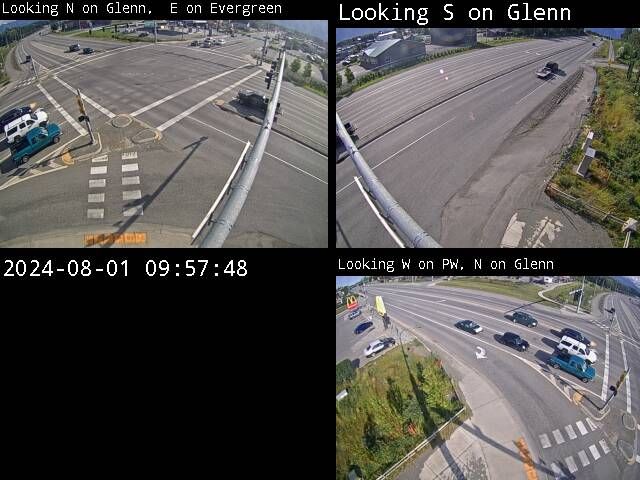 Looking N on Glenn,  E on Evergreen
Looking S on Glenn
2024-08-01 09:57:48
Looking W on PW, N on Glenn